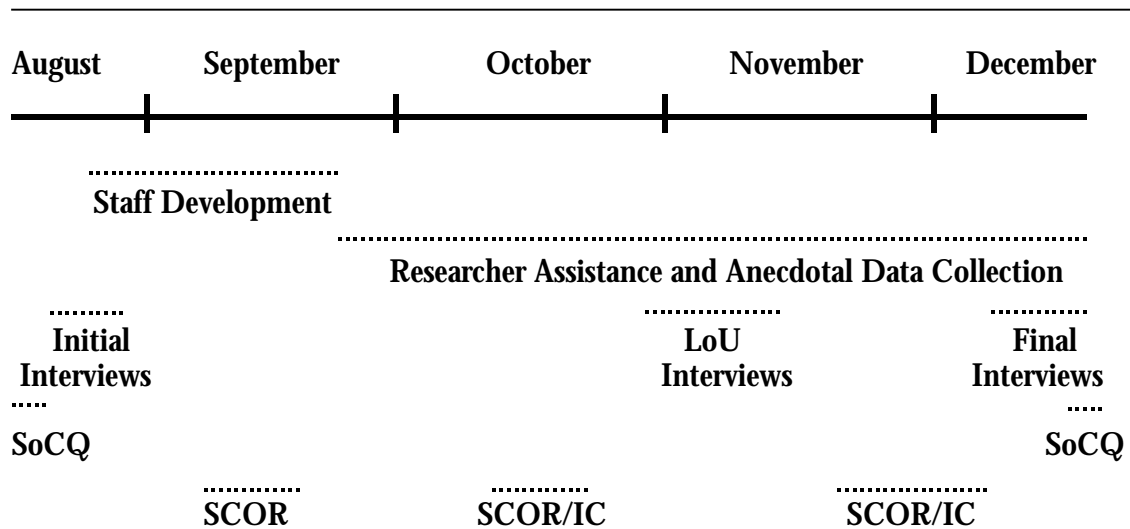 August September October November December
Staff Development
Researcher Assistance and Anecdotal Data Collection
Initial Interviews
LoU Interviews
Final Interviews
SoCQ SoCQ
SCOR SCOR/IC SCOR/IC